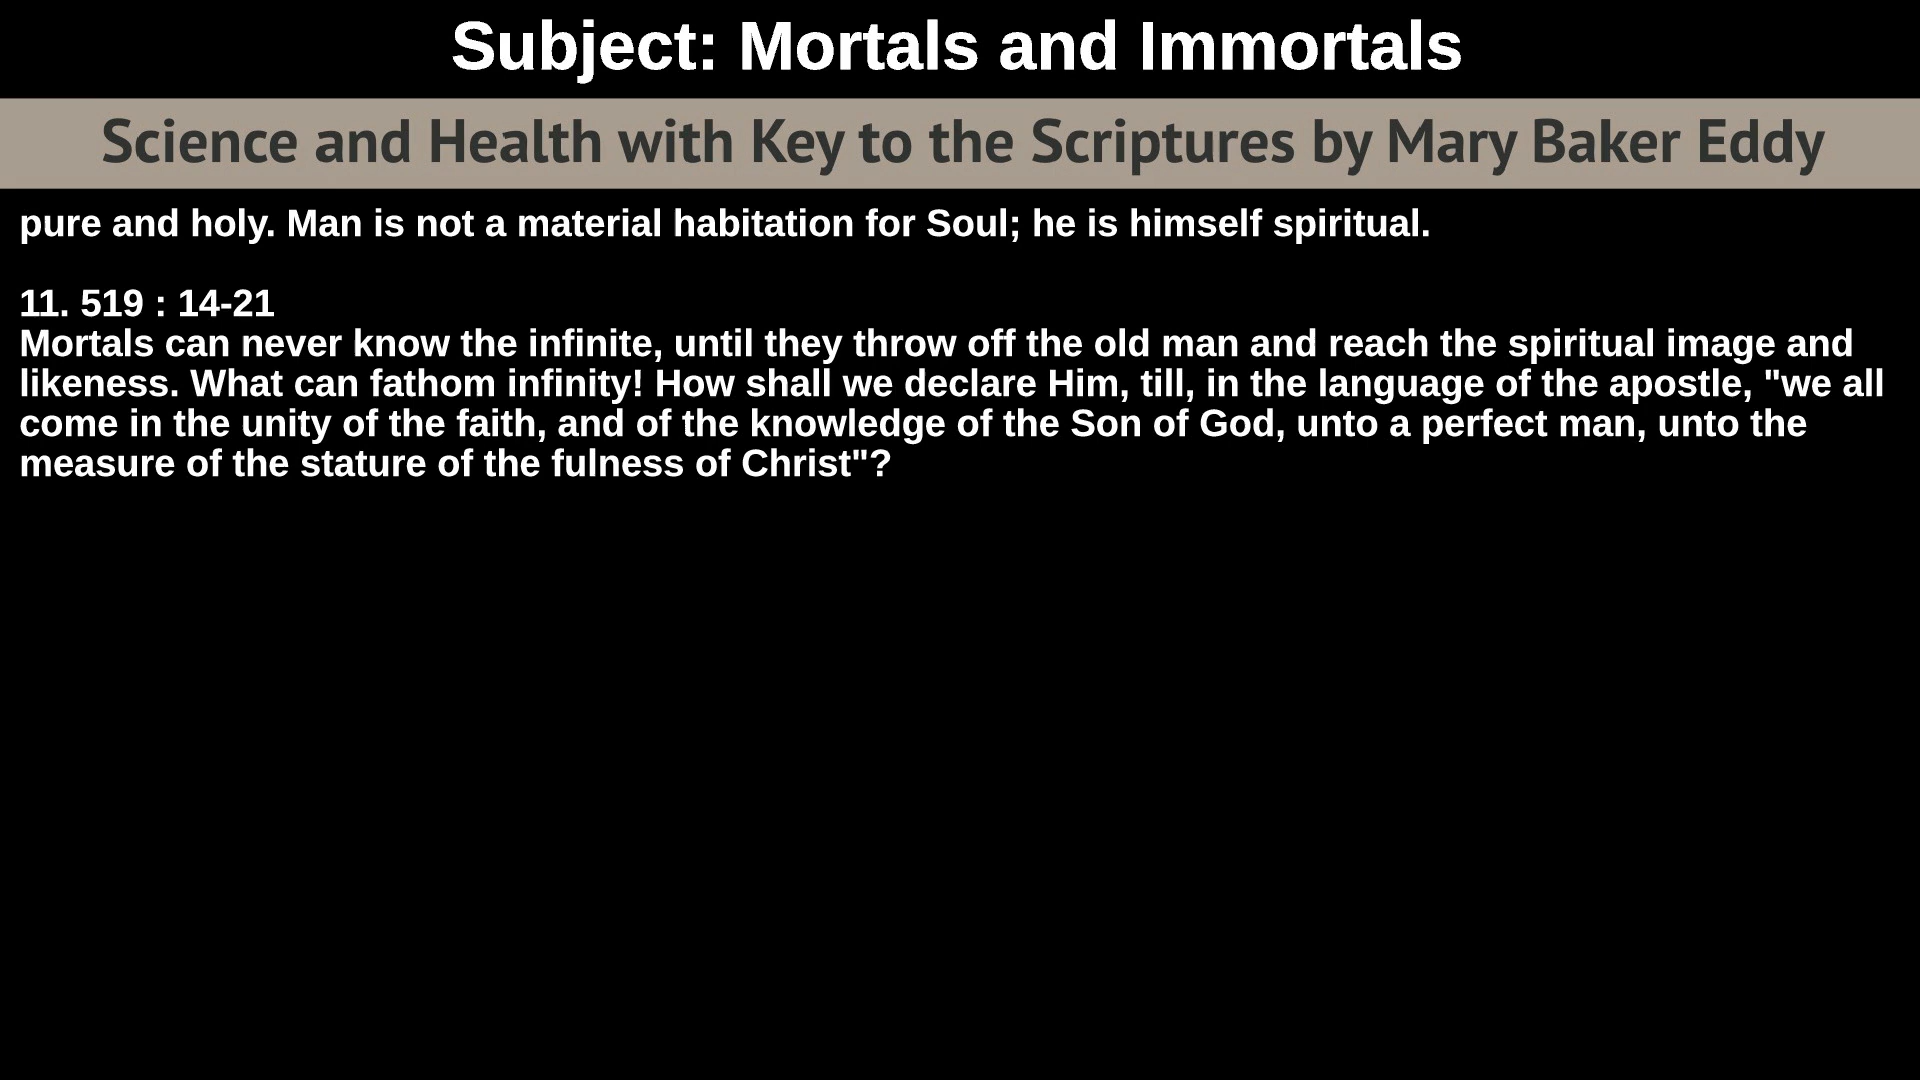 Subject: Mortals and Immortals
Science and Health with Key to the Scriptures by Mary Baker Eddy
pure and holy. Man is not a material habitation for Soul; he is himself spiritual.
11. 519 : 14-21
Mortals can never know the infinite, until they throw off the old man and reach the spiritual image and
likeness. What can fathom infinity! How shall we declare Him, till, in the language of the apostle, "we all
come in the unity of the faith, and of the knowledge of the Son of God, unto a perfect man, unto the
measure of the stature of the fulness of Christ"?